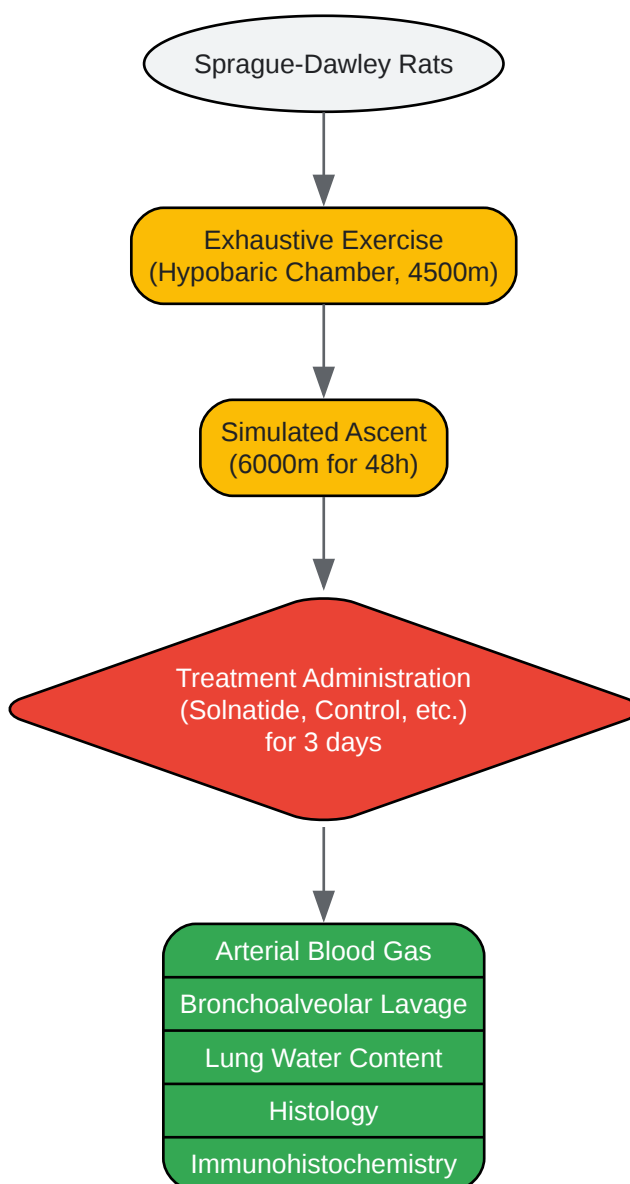 Sprague-Dawley Rats
Exhaustive Exercise
(Hypobaric Chamber, 4500m)
Simulated Ascent
(6000m for 48h)
Treatment Administration
(Solnatide, Control, etc.)
for 3 days
Arterial Blood Gas
Bronchoalveolar Lavage
Lung Water Content
Histology
Immunohistochemistry